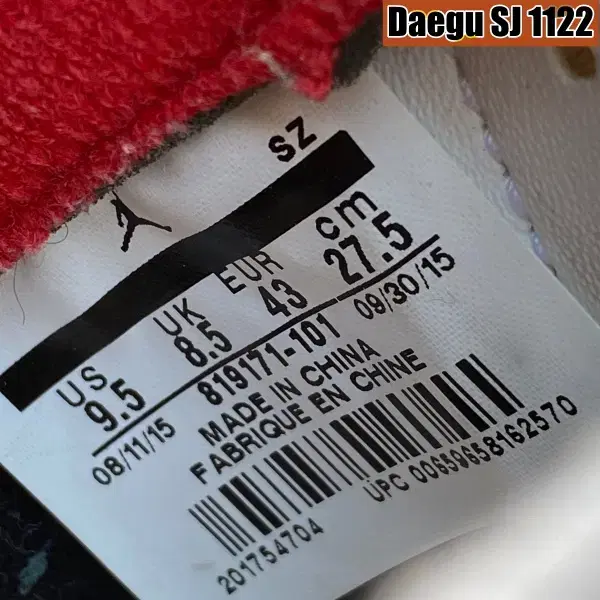 Daegu SJ 1122
SZ
US UK EUR cm
9.5 8.5 43 27.5
08/11/15 819171-101 09/30/15
MADE IN CHINA
FABRIQUE EN CHINE
201754704 UPC 00659658162570